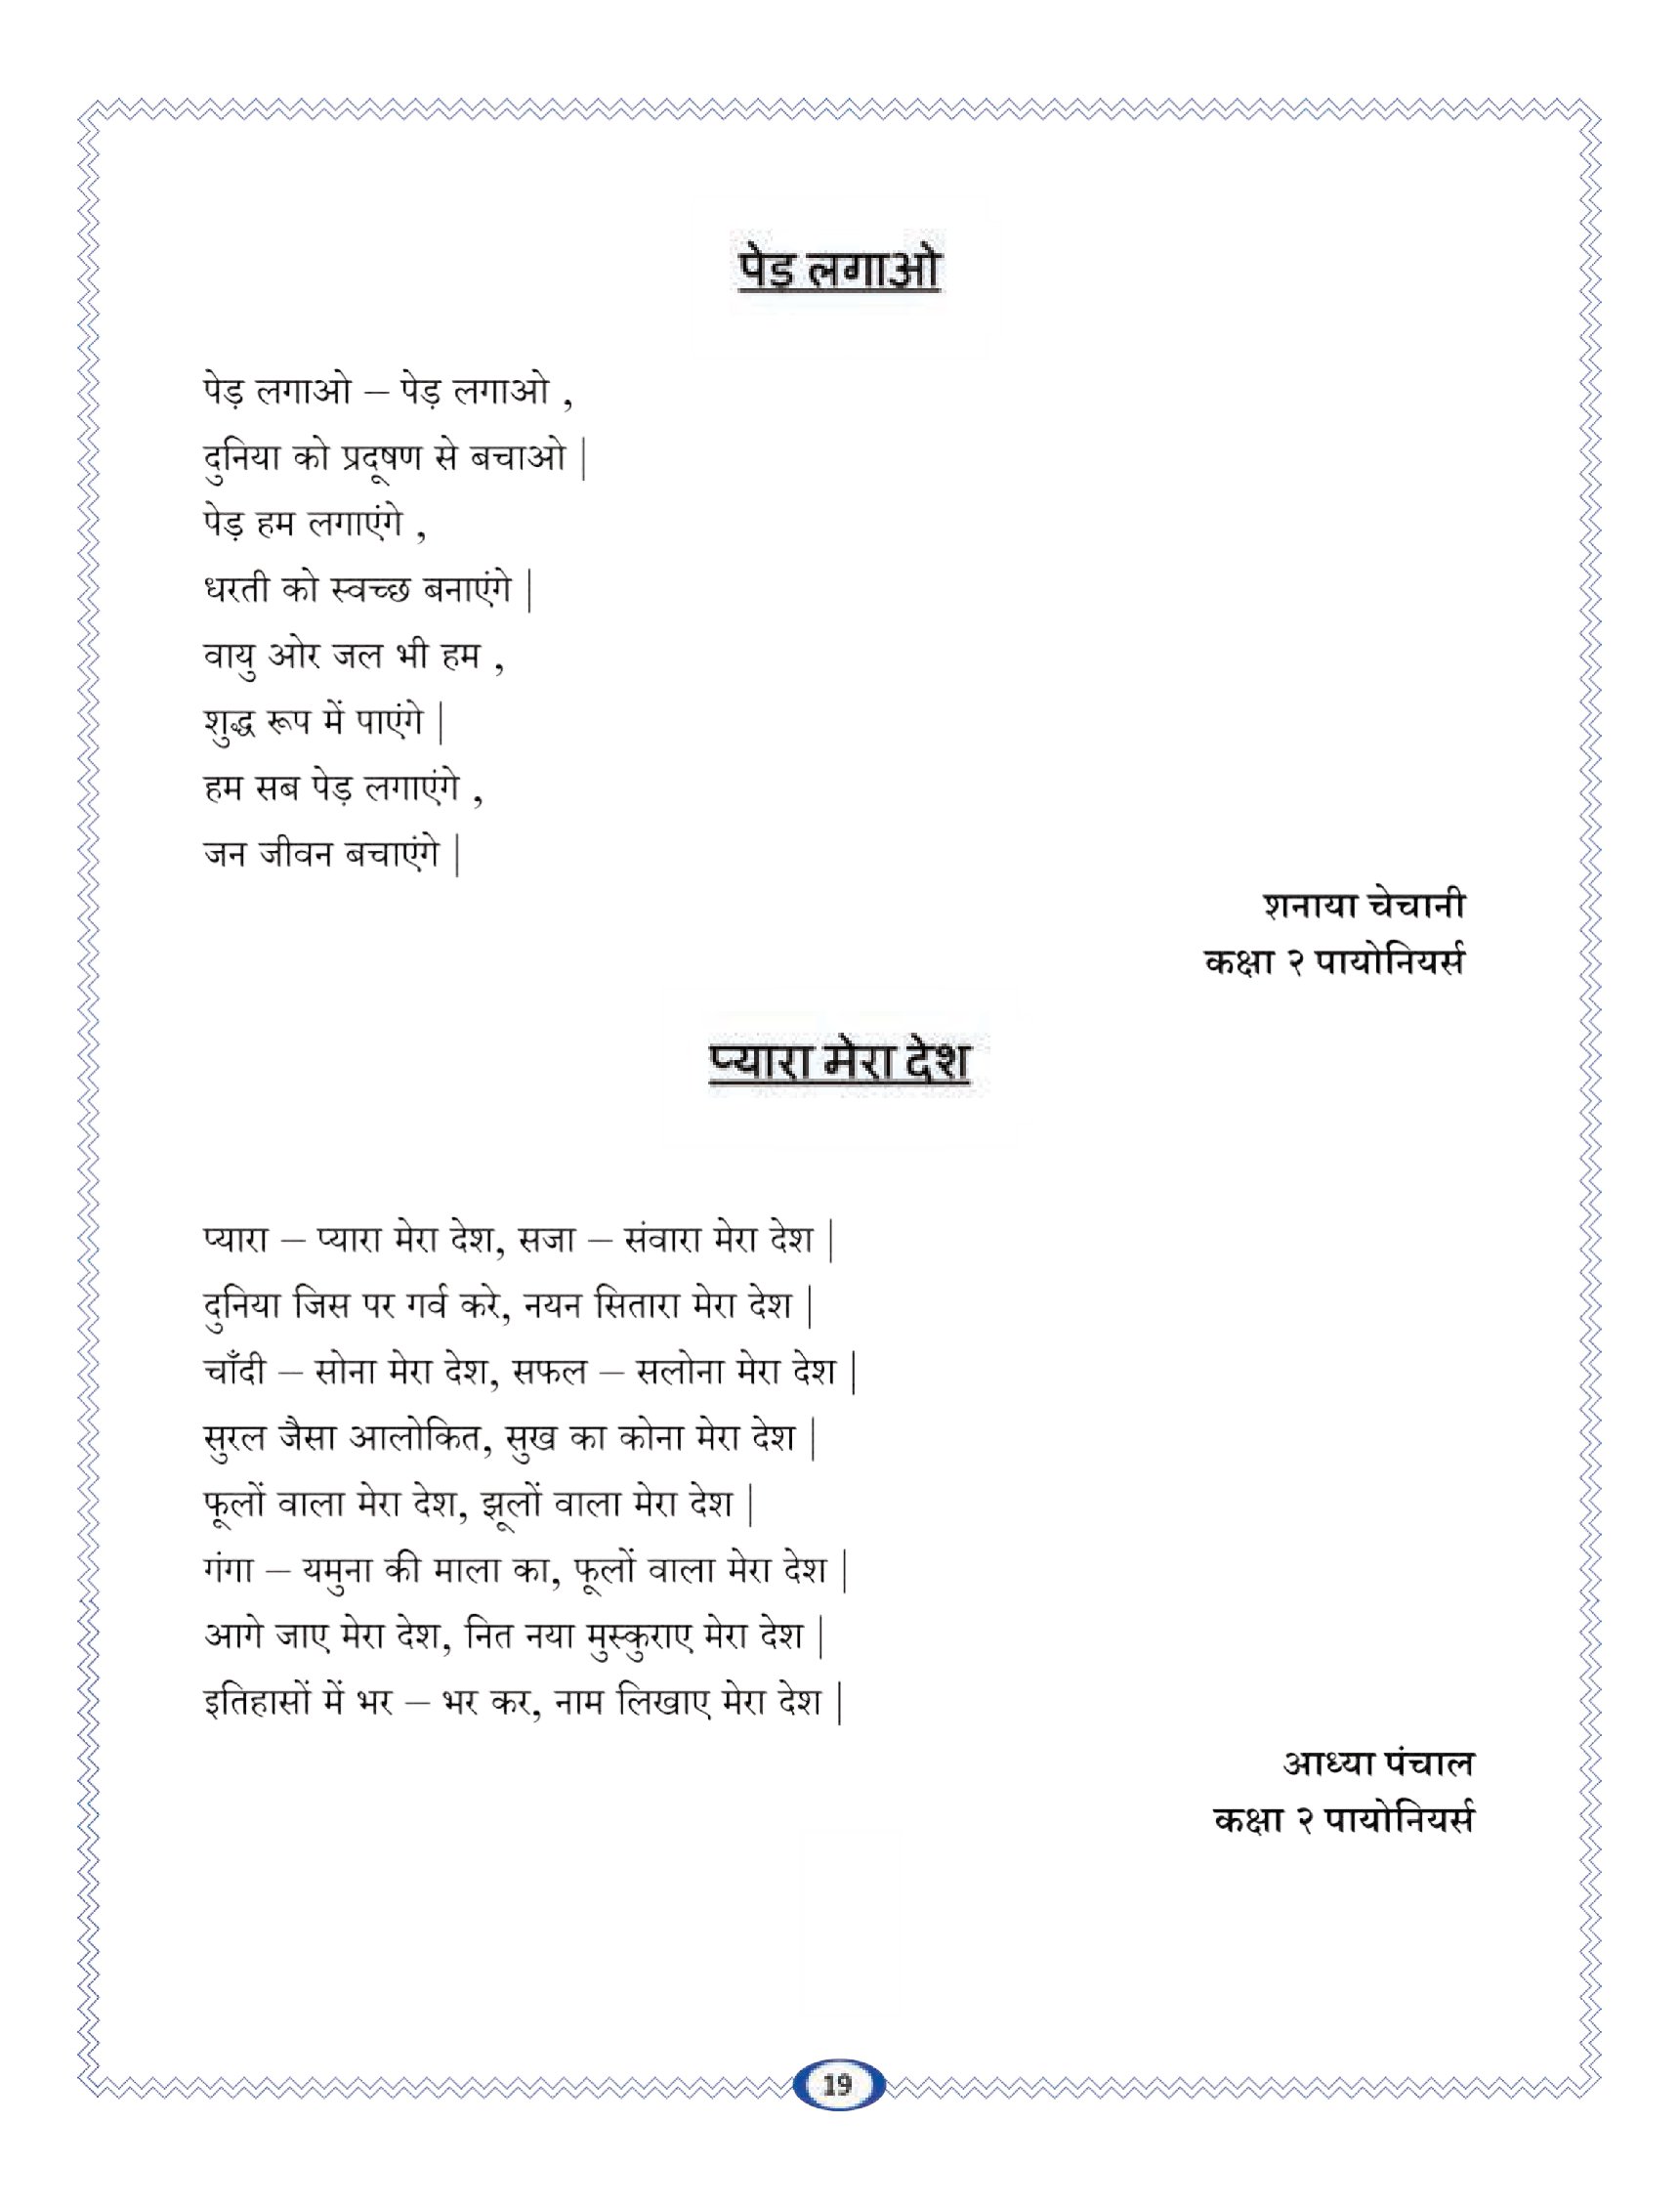 पेड लगाओ
पेड़ लगाओ – पेड़ लगाओ ,
दुनिया को प्रदूषण से बचाओ |
पेड़ हम लगाएंगे ,
धरती को स्वच्छ बनाएंगे |
वायु ओर जल भी हम ,
शुद्ध रूप में पाएंगे |
हम सब पेड़ लगाएंगे ,
जन जीवन बचाएंगे |
शनाया चेचानी
कक्षा २ पायोनियर्स
प्यारा मेरा देश
प्यारा – प्यारा मेरा देश, सजा – संवारा मेरा देश |
दुनिया जिस पर गर्व करे, नयन सितारा मेरा देश |
चाँदी – सोना मेरा देश, सफल – सलोना मेरा देश |
सुरल जैसा आलोकित, सुख का कोना मेरा देश |
फूलों वाला मेरा देश, झूलों वाला मेरा देश |
गंगा – यमुना की माला का, फूलों वाला मेरा देश |
आगे जाए मेरा देश, नित नया मुस्कुराए मेरा देश |
इतिहासों में भर – भर कर, नाम लिखाए मेरा देश |
आध्या पंचाल
कक्षा २ पायोनियर्स
19